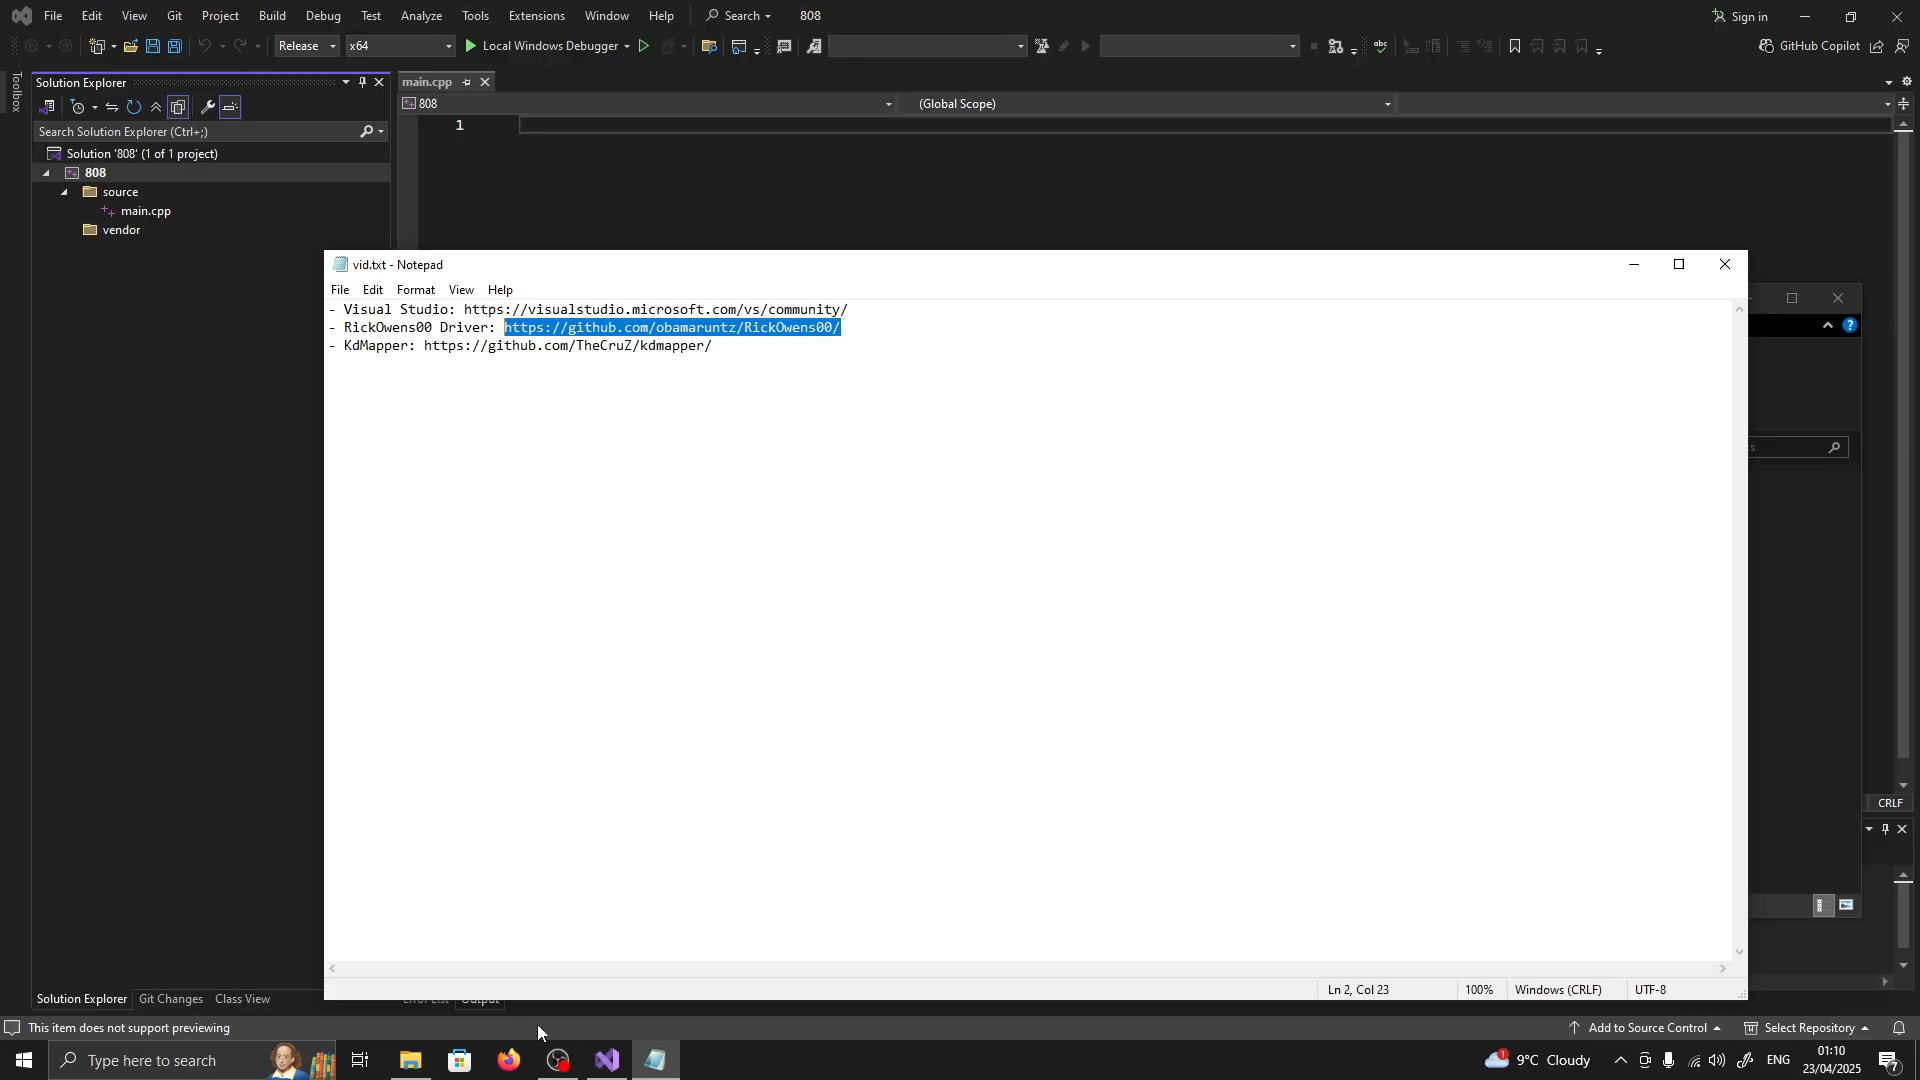 File Edit View Git Project Build Debug Test Analyze Tools Extensions Window Help Search 808 Sign in
Release x64 Local Windows Debugger GitHub Copilot
Toolbox
Solution Explorer
main.cpp
808 (Global Scope)
Search Solution Explorer (Ctrl+;)
1
Solution '808' (1 of 1 project)
808
source
main.cpp
vendor
vid.txt - Notepad
File Edit Format View Help
- Visual Studio: https://visualstudio.microsoft.com/vs/community/
- RickOwens00 Driver: https://github.com/obamaruntz/RickOwens00/
- KdMapper: https://github.com/TheCruZ/kdmapper/
CRLF
Ln 2, Col 23 100% Windows (CRLF) UTF-8
Solution Explorer Git Changes Class View Error List Output
This item does not support previewing Add to Source Control Select Repository
Type here to search 1 9°C Cloudy ENG 01:10
23/04/2025 7